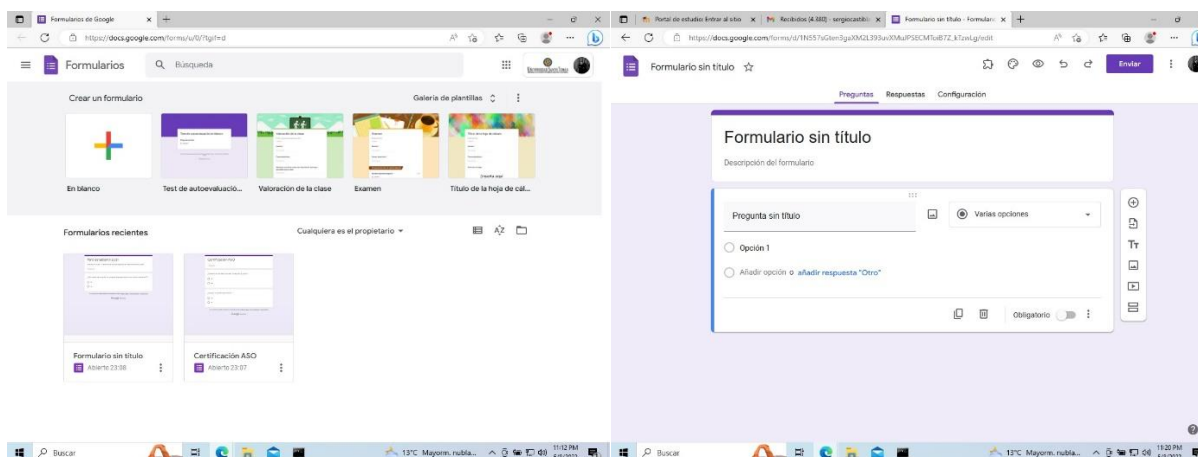 Formularios de Google
https://docs.google.com/forms/u/0/?tgif=d
Formularios
Búsqueda
Crear un formulario
Galería de plantillas
En blanco
Test de autoevaluació...
Valoración de la clase
Examen
Título de la hoja de cál...
Formularios recientes
Cualquiera es el propietario
Formulario sin título
Abierto 23:08
Certificación ASO
Abierto 23:07
Buscar
13°C Mayorm. nubla...
11:12 PM
Portal de estudio: Entrar al sitio
Formulario sin título - Formulari
Formulario sin título
Enviar
Preguntas Respuestas Configuración
Formulario sin título
Descripción del formulario
Pregunta sin título
Varias opciones
Opción 1
Añadir opción o añadir respuesta "Otro"
Obligatorio
Buscar
13°C Mayorm. nubla...
11:20 PM